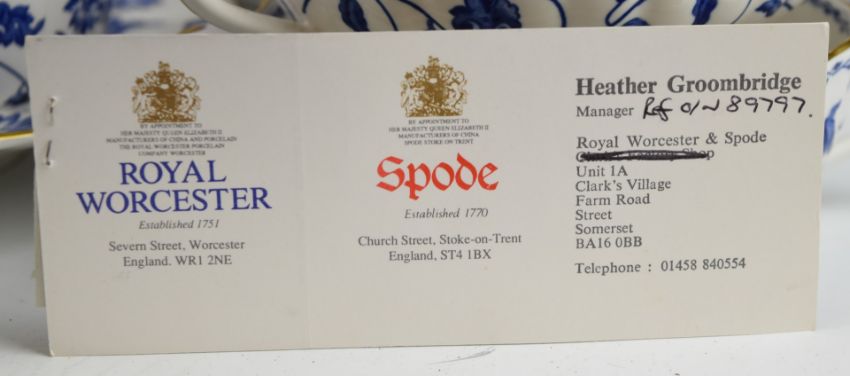 BY APPOINTMENT TO
HER MAJESTY QUEEN ELIZABETH II
MANUFACTURERS OF CHINA AND PORCELAIN
THE ROYAL WORCESTER PORCELAIN
COMPANY WORCESTER
ROYAL
WORCESTER
Established 1751
Severn Street, Worcester
England. WR1 2NE
BY APPOINTMENT TO
HER MAJESTY QUEEN ELIZABETH II
MANUFACTURERS OF CHINA
SPODE STOKE ON TRENT
Spode
Established 1770
Church Street, Stoke-on-Trent
England, ST4 1BX
Heather Groombridge
Manager Ref O/N 89797.
Royal Worcester & Spode
Shop
Unit 1A
Clark's Village
Farm Road
Street
Somerset
BA16 0BB
Telephone : 01458 840554